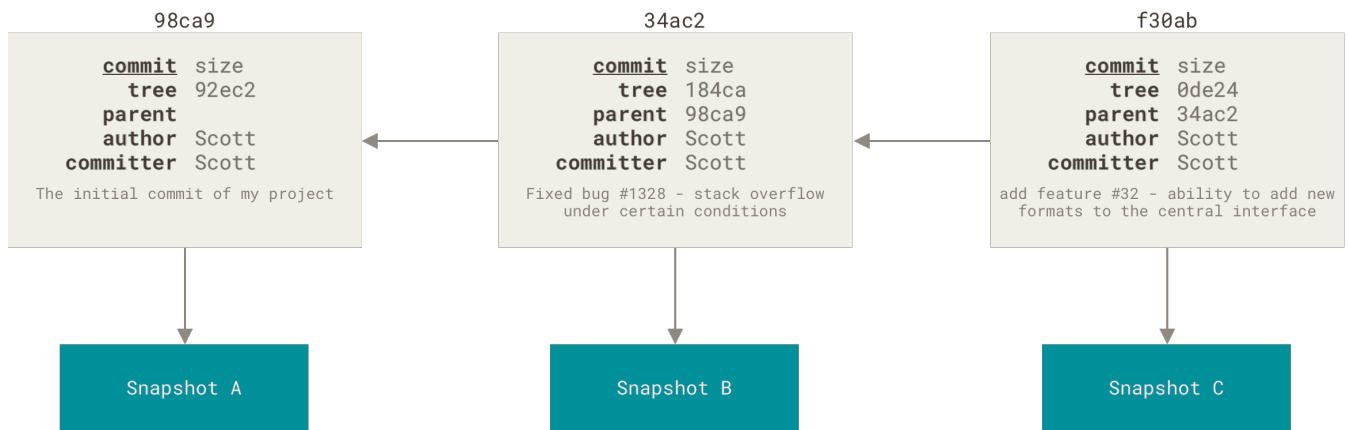 98ca9
commit size
tree 92ec2
parent
author Scott
committer Scott
The initial commit of my project
Snapshot A
34ac2
commit size
tree 184ca
parent 98ca9
author Scott
committer Scott
Fixed bug #1328 - stack overflow
under certain conditions
Snapshot B
f30ab
commit size
tree 0de24
parent 34ac2
author Scott
committer Scott
add feature #32 - ability to add new
formats to the central interface
Snapshot C